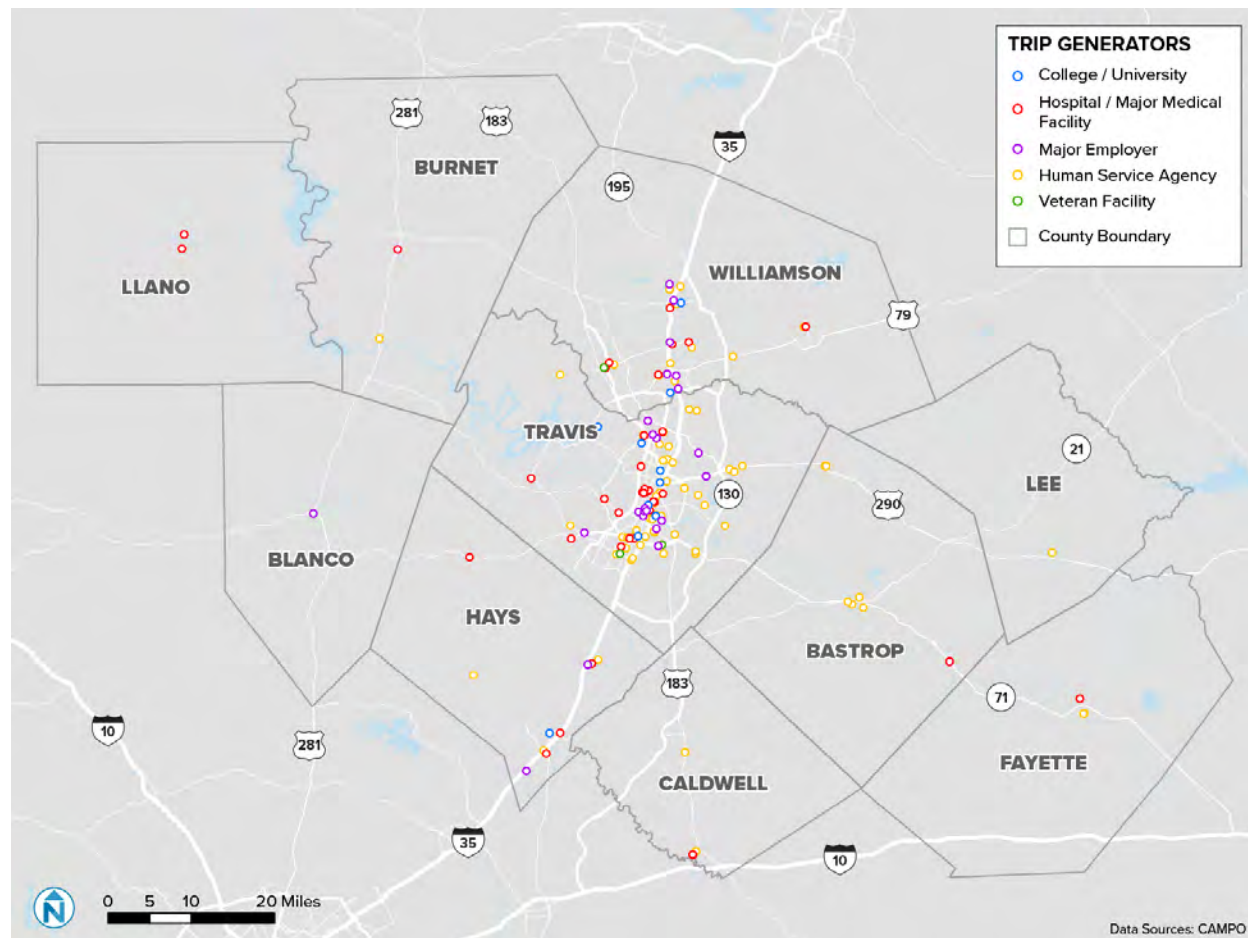 TRIP GENERATORS
College / University
Hospital / Major Medical
Facility
Major Employer
Human Service Agency
Veteran Facility
County Boundary
281
183
BURNET
35
195
LLANO
WILLIAMSON
79
TRAVIS
21
130
LEE
290
BLANCO
HAYS
BASTROP
183
71
10
281
FAYETTE
CALDWELL
35
10
0 5 10 20 Miles
N
Data Sources: CAMPO